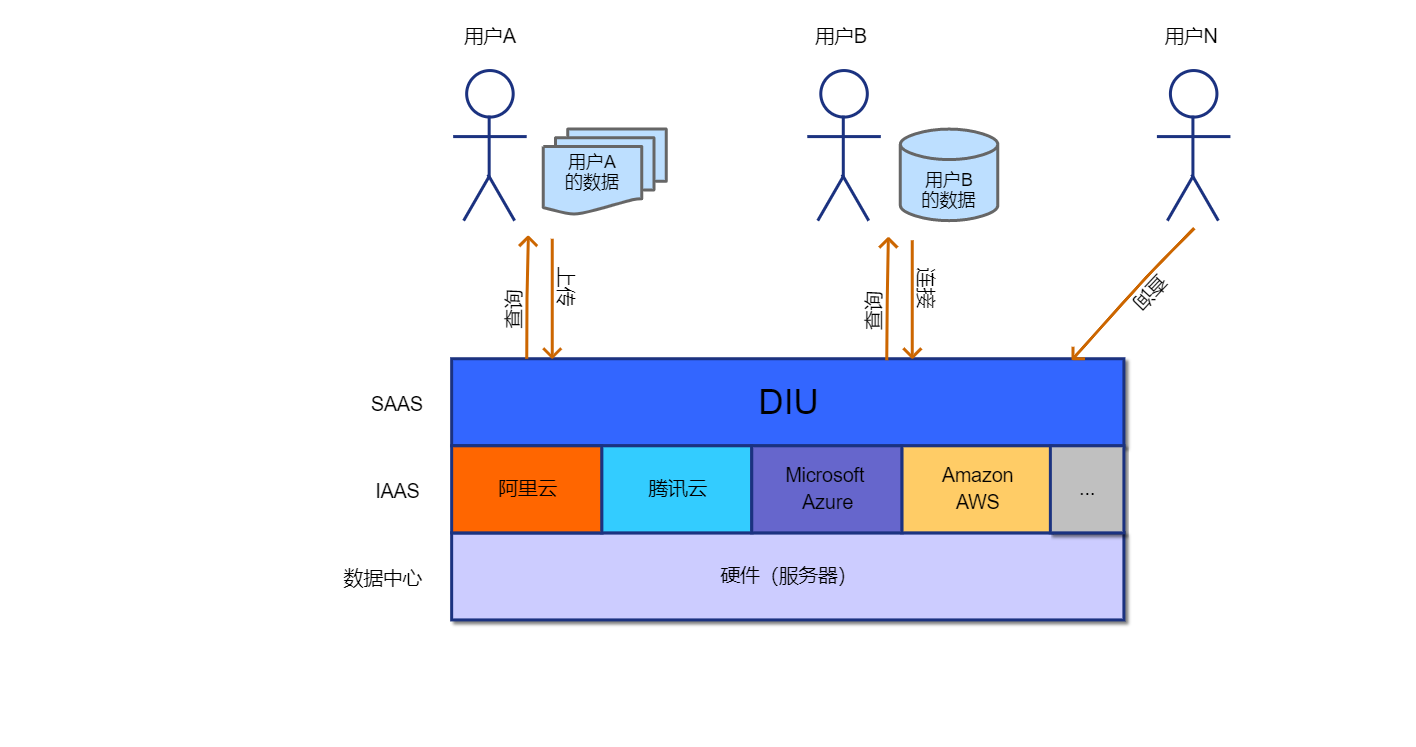 用户A
用户B
用户N
用户A
的数据
用户B
的数据
查询
上传
查询
连接
查询
SAAS
DIU
IAAS
阿里云
腾讯云
Microsoft
Azure
Amazon
AWS
...
数据中心
硬件（服务器）